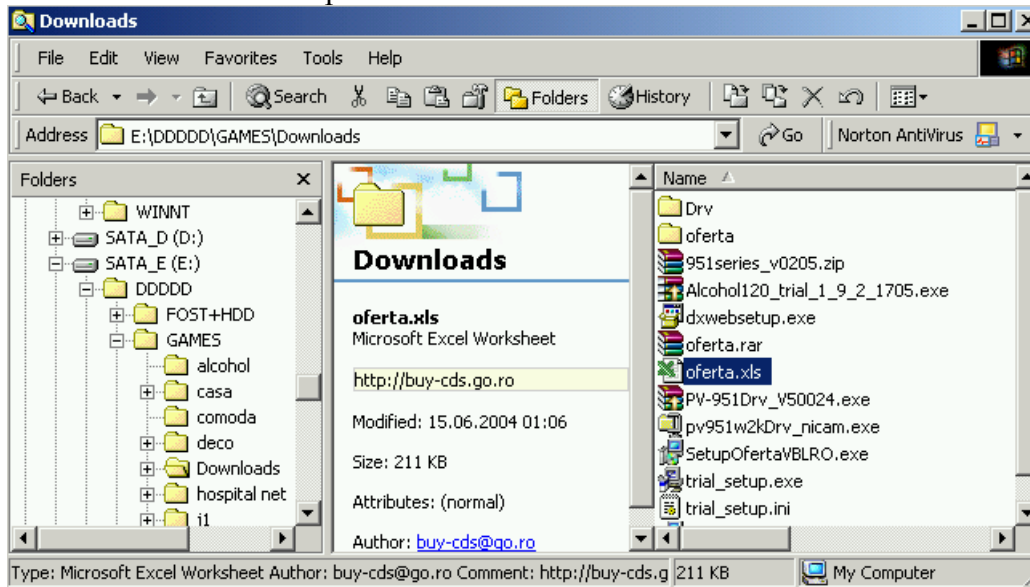 Downloads
File Edit View Favorites Tools Help
Back Search Folders History
Address E:\DDDDD\GAMES\Downloads Go Norton AntiVirus
Folders
WINNT
SATA_D (D:)
SATA_E (E:)
DDDDD
FOST+HDD
GAMES
alcohol
casa
comoda
deco
Downloads
hospital net
i1
Downloads
oferta.xls
Microsoft Excel Worksheet
http://buy-cds.go.ro
Modified: 15.06.2004 01:06
Size: 211 KB
Attributes: (normal)
Author: buy-cds@go.ro
Name
Drv
oferta
951series_v0205.zip
Alcohol120_trial_1_9_2_1705.exe
dxwebsetup.exe
oferta.rar
oferta.xls
PV-951Drv_V50024.exe
pv951w2kDrv_nicam.exe
SetupOfertaVBLRO.exe
trial_setup.exe
trial_setup.ini
Type: Microsoft Excel Worksheet Author: buy-cds@go.ro Comment: http://buy-cds.g 211 KB My Computer